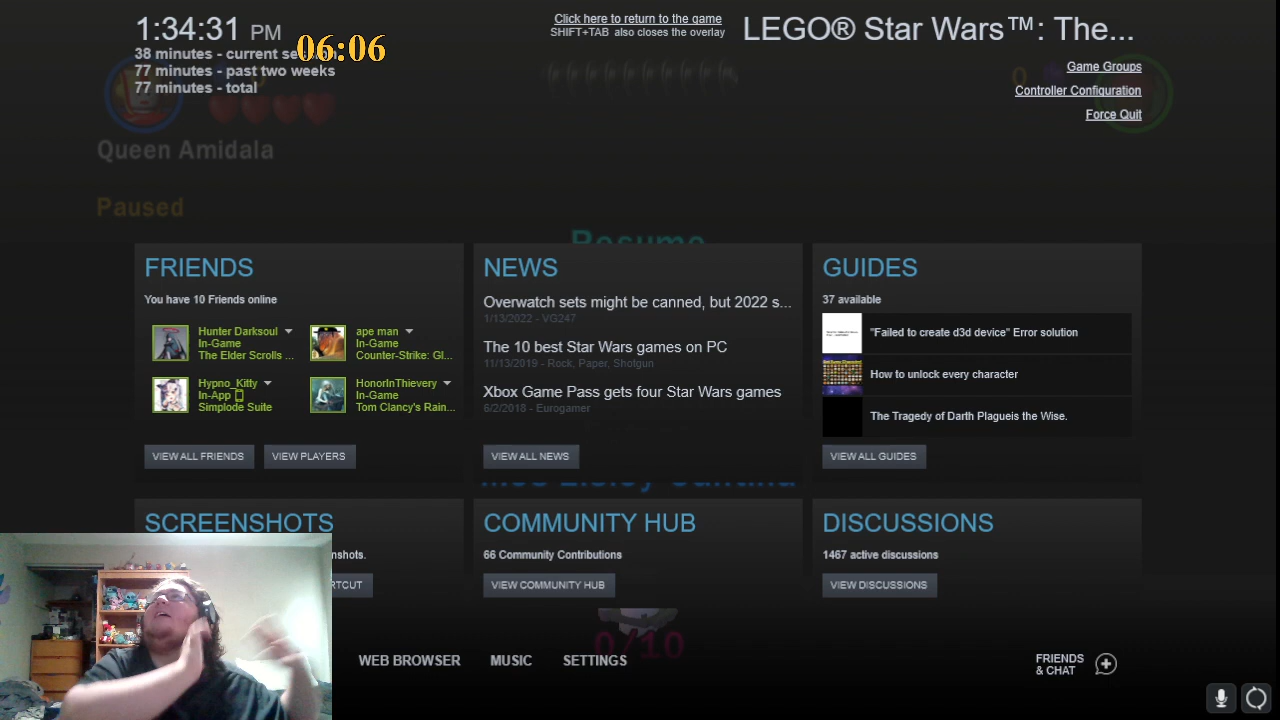 1:34:31 PM
06:06
Click here to return to the game
SHIFT+TAB also closes the overlay
LEGO® Star Wars™: The...
38 minutes - current
77 minutes - past two weeks
77 minutes - total
Game Groups
Controller Configuration
Force Quit
0
Queen Amidala
Paused
Resume
FRIENDS
You have 10 Friends online
Hunter Darksoul
In-Game
The Elder Scrolls ...
ape man
In-Game
Counter-Strike: Gl...
Hypno_Kitty
In-App
Simplode Suite
HonorInThievery
In-Game
Tom Clancy's Rain...
VIEW ALL FRIENDS
VIEW PLAYERS
NEWS
Overwatch sets might be canned, but 2022 s...
1/13/2022 - VG247
The 10 best Star Wars games on PC
11/13/2019 - Rock, Paper, Shotgun
Xbox Game Pass gets four Star Wars games
6/2/2018 - Eurogamer
VIEW ALL NEWS
GUIDES
37 available
"Failed to create d3d device" Error solution
How to unlock every character
The Tragedy of Darth Plagueis the Wise.
VIEW ALL GUIDES
SCREENSHOTS
nshots.
RTCUT
COMMUNITY HUB
66 Community Contributions
VIEW COMMUNITY HUB
DISCUSSIONS
1467 active discussions
VIEW DISCUSSIONS
0/10
WEB BROWSER
MUSIC
SETTINGS
FRIENDS
& CHAT